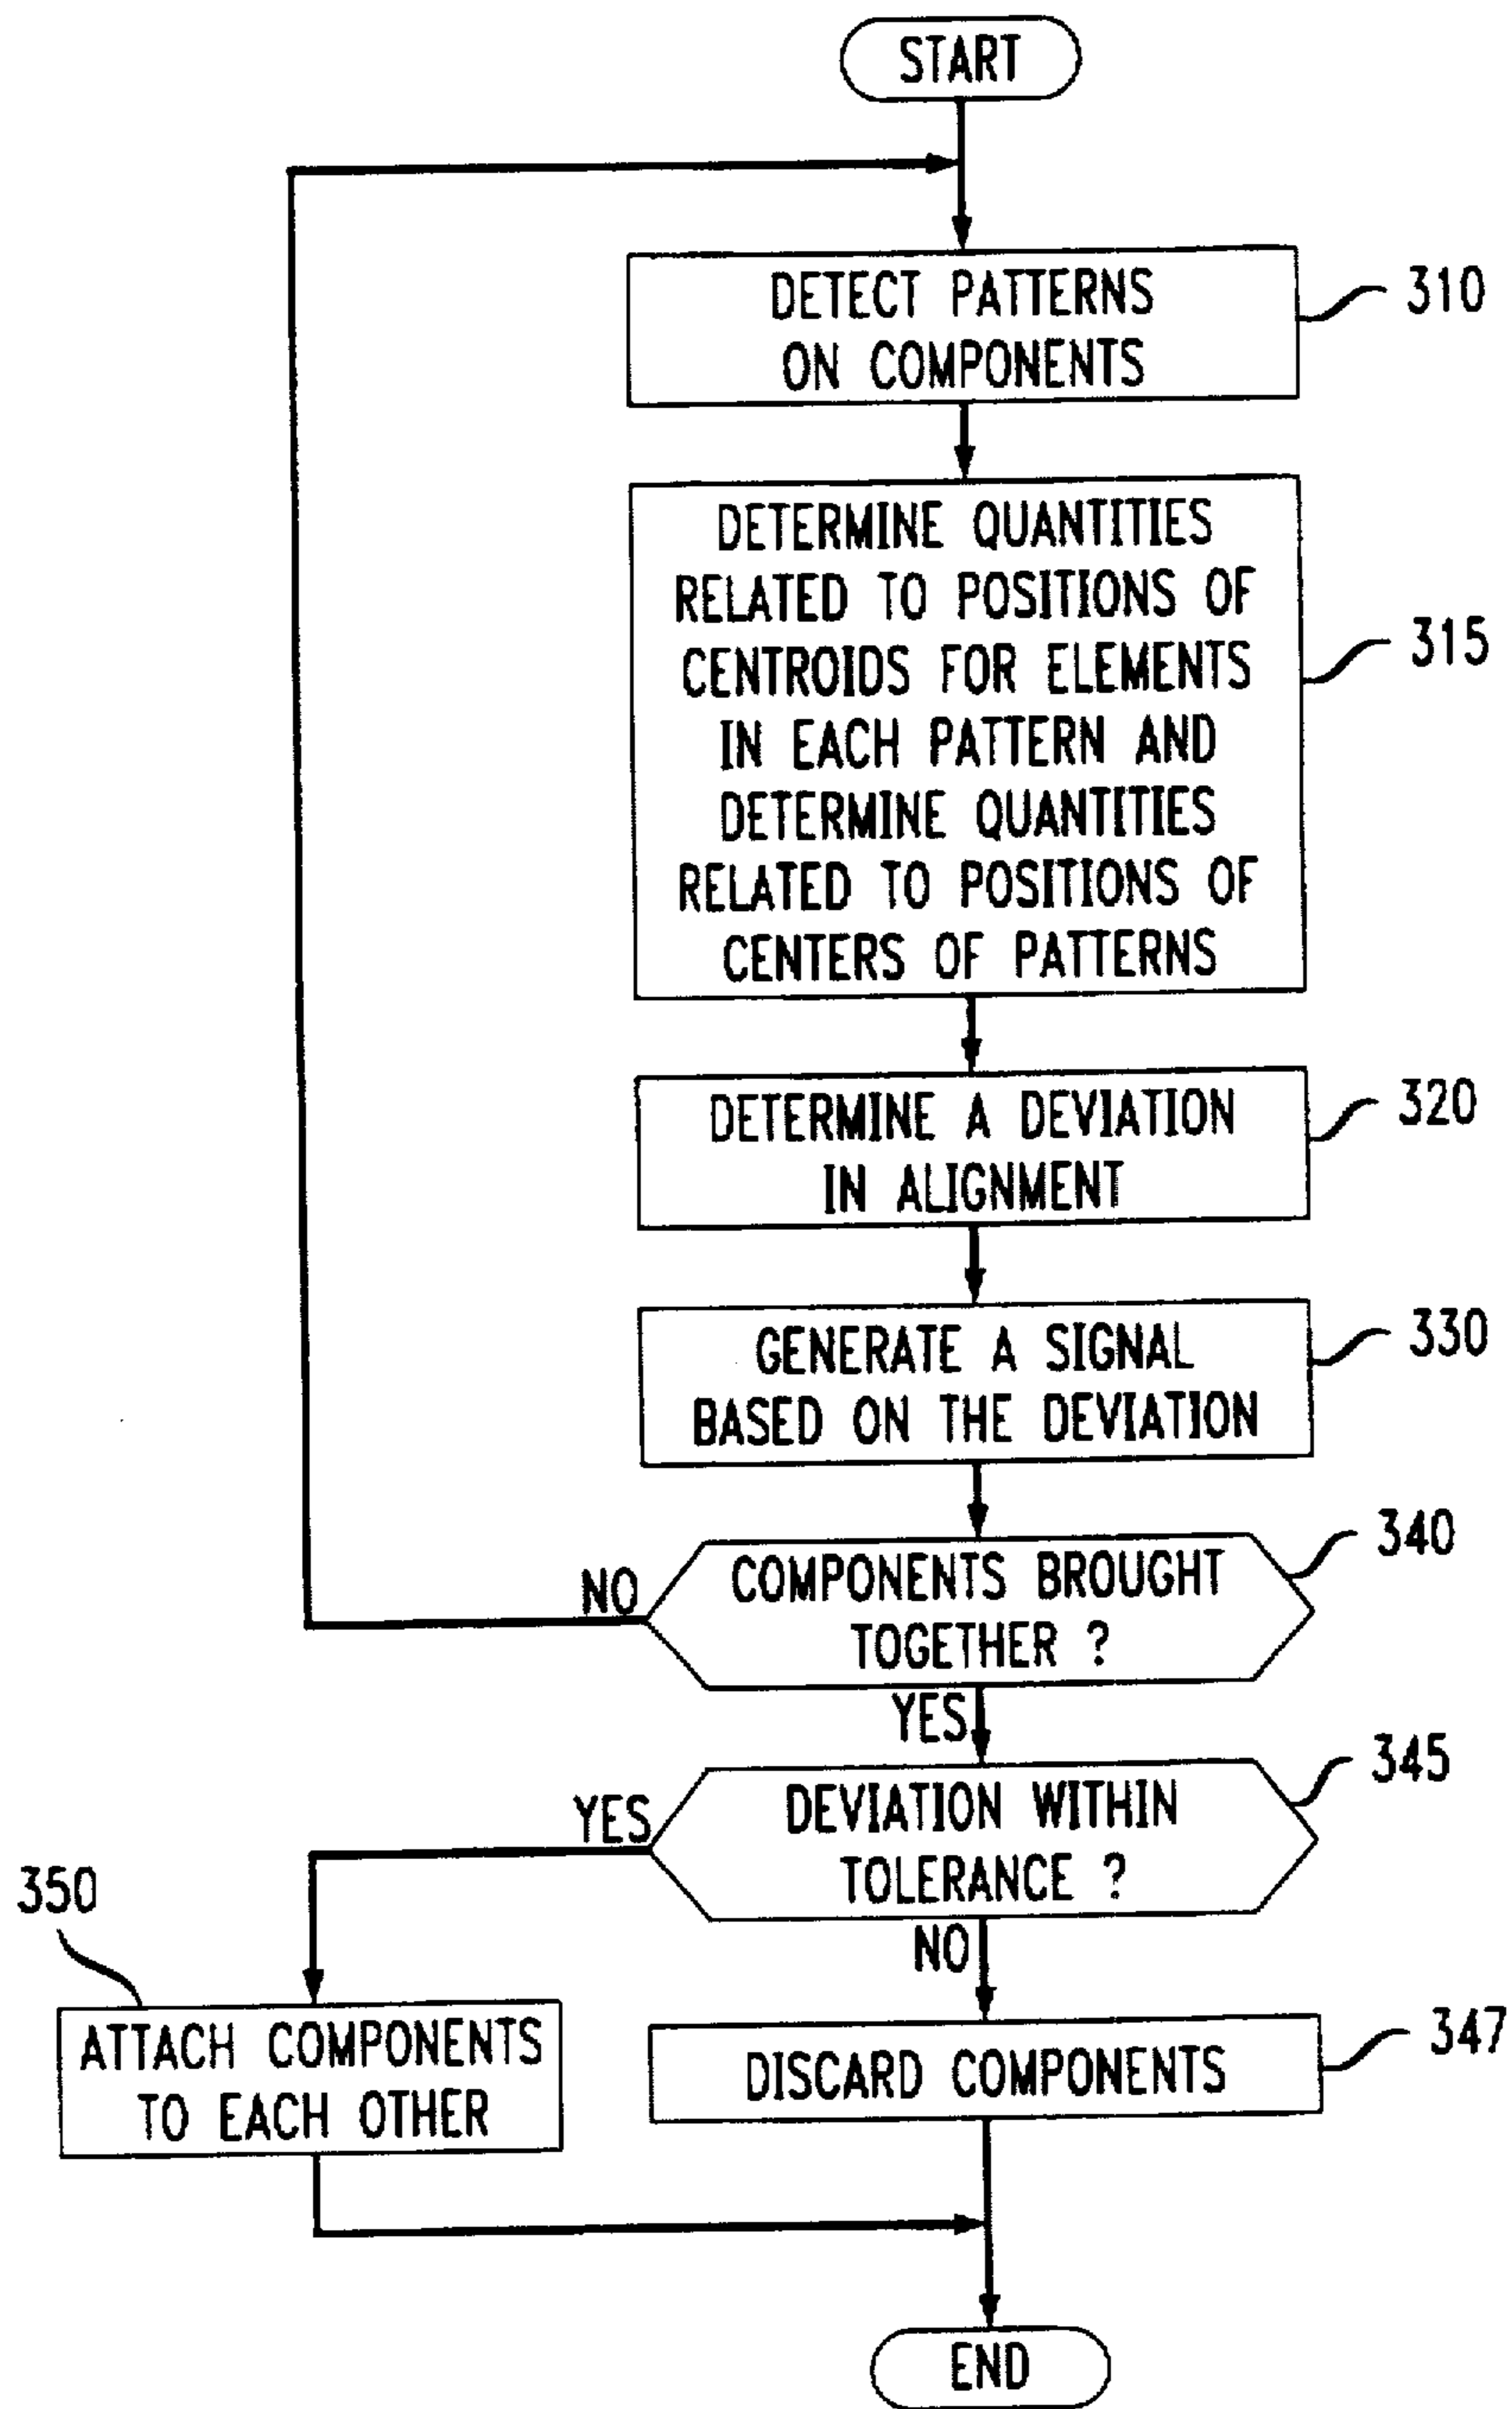 START
DETECT PATTERNS
ON COMPONENTS
310
DETERMINE QUANTITIES
RELATED TO POSITIONS OF
CENTROIDS FOR ELEMENTS
IN EACH PATTERN AND
DETERMINE QUANTITIES
RELATED TO POSITIONS OF
CENTERS OF PATTERNS
315
DETERMINE A DEVIATION
IN ALIGNMENT
320
GENERATE A SIGNAL
BASED ON THE DEVIATION
330
COMPONENTS BROUGHT
TOGETHER ?
340
NO
YES
DEVIATION WITHIN
TOLERANCE ?
345
YES
NO
350
ATTACH COMPONENTS
TO EACH OTHER
DISCARD COMPONENTS
347
END